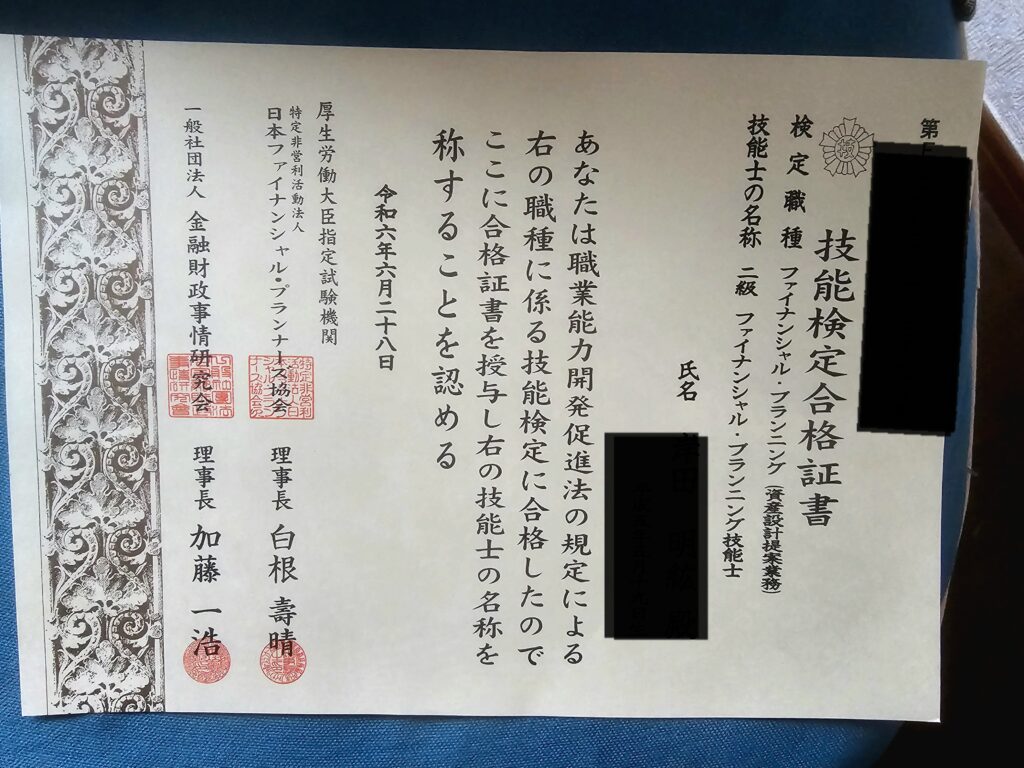 第
技能検定合格証書
検定職種 ファイナンシャル・プランニング(資産設計提案業務)
技能士の名称 二級 ファイナンシャル・プランニング技能士
氏名
あなたは職業能力開発促進法の規定による
右の職種に係る技能検定に合格したので
ここに合格証書を授与し右の技能士の名称を
称することを認める
令和六年六月二十八日
厚生労働大臣指定試験機関
特定非営利活動法人
日本ファイナンシャル・プランナーズ協会 理事長 白根 壽晴
一般社団法人 金融財政事情研究会 理事長 加藤 一浩